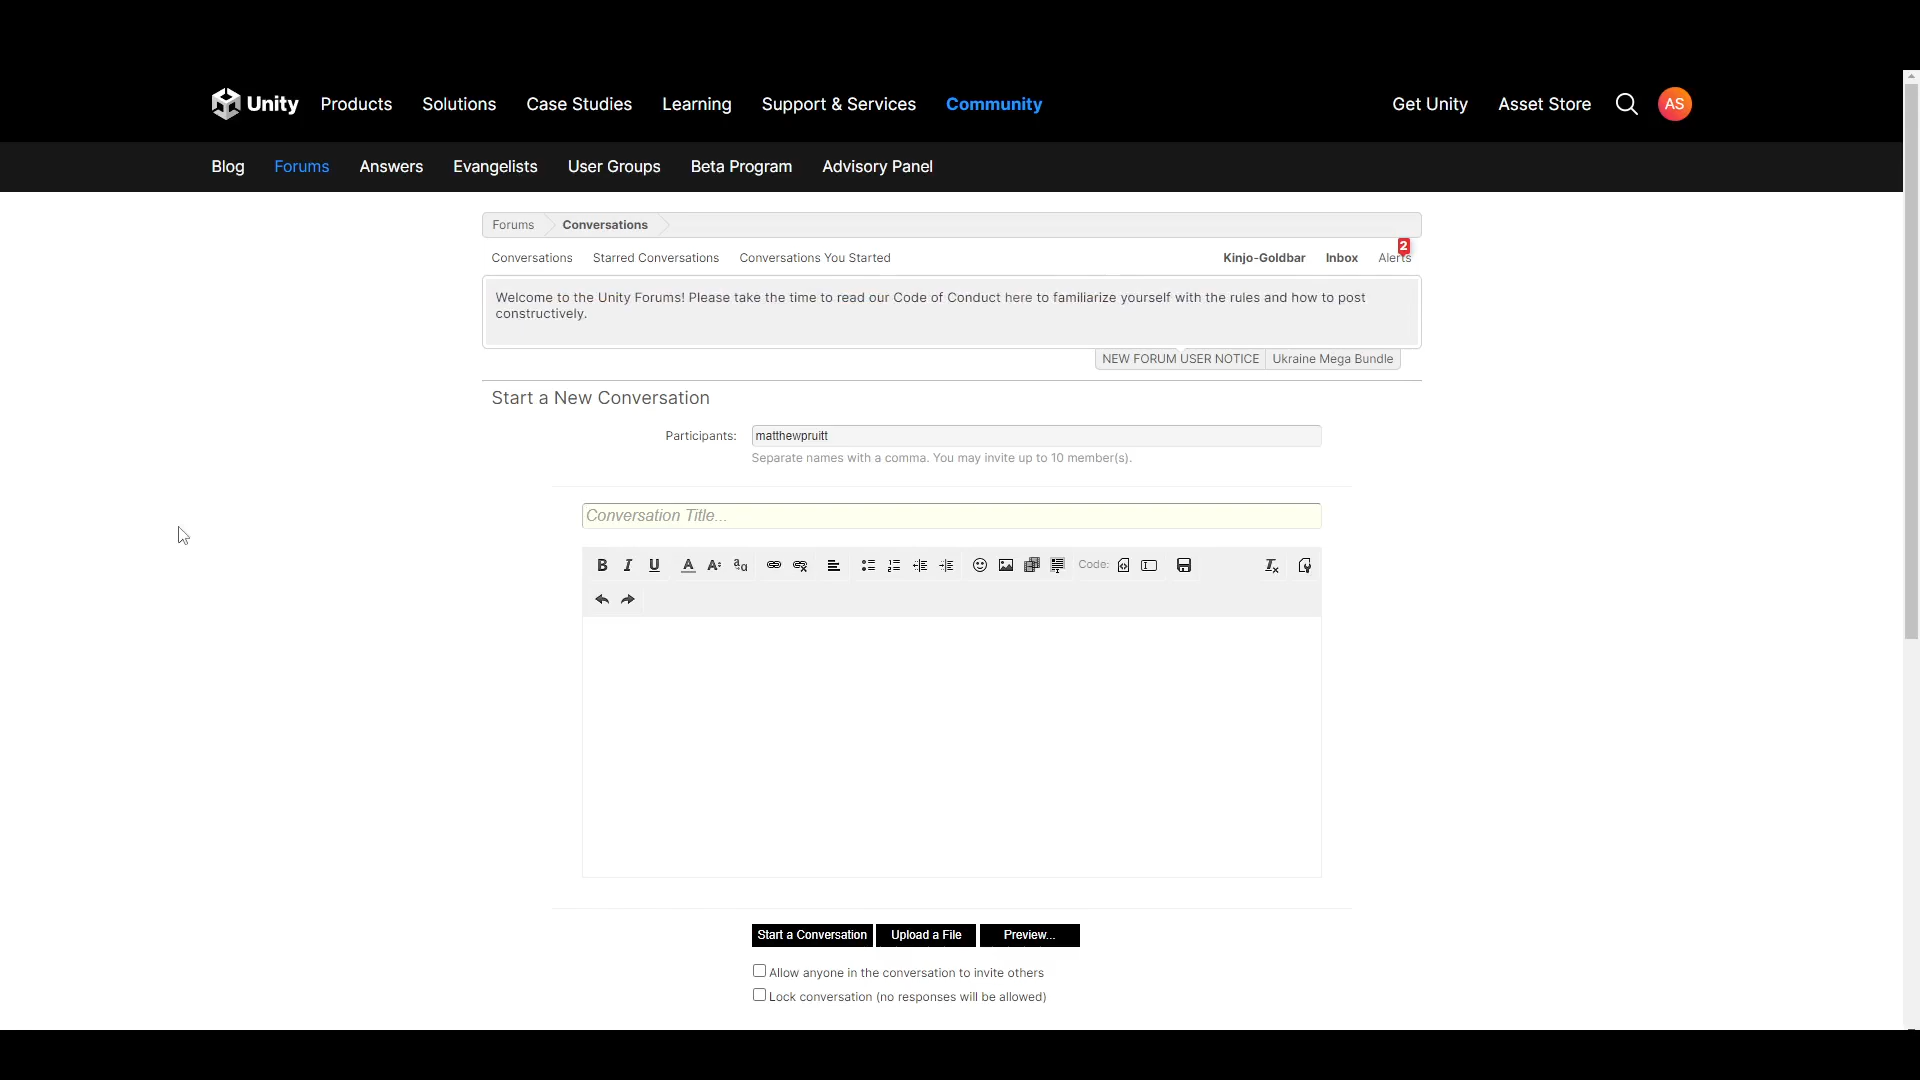 Unity Products Solutions Case Studies Learning Support & Services Community Get Unity Asset Store AS
Blog Forums Answers Evangelists User Groups Beta Program Advisory Panel
Forums Conversations
2
Conversations Starred Conversations Conversations You Started Kinjo-Goldbar Inbox Alerts
Welcome to the Unity Forums! Please take the time to read our Code of Conduct here to familiarize yourself with the rules and how to post
constructively.
NEW FORUM USER NOTICE Ukraine Mega Bundle
Start a New Conversation
Participants: matthewpruitt
Separate names with a comma. You may invite up to 10 member(s).
Conversation Title...
B I U A A aα Code: Tx
Start a Conversation Upload a File Preview...
Allow anyone in the conversation to invite others
Lock conversation (no responses will be allowed)